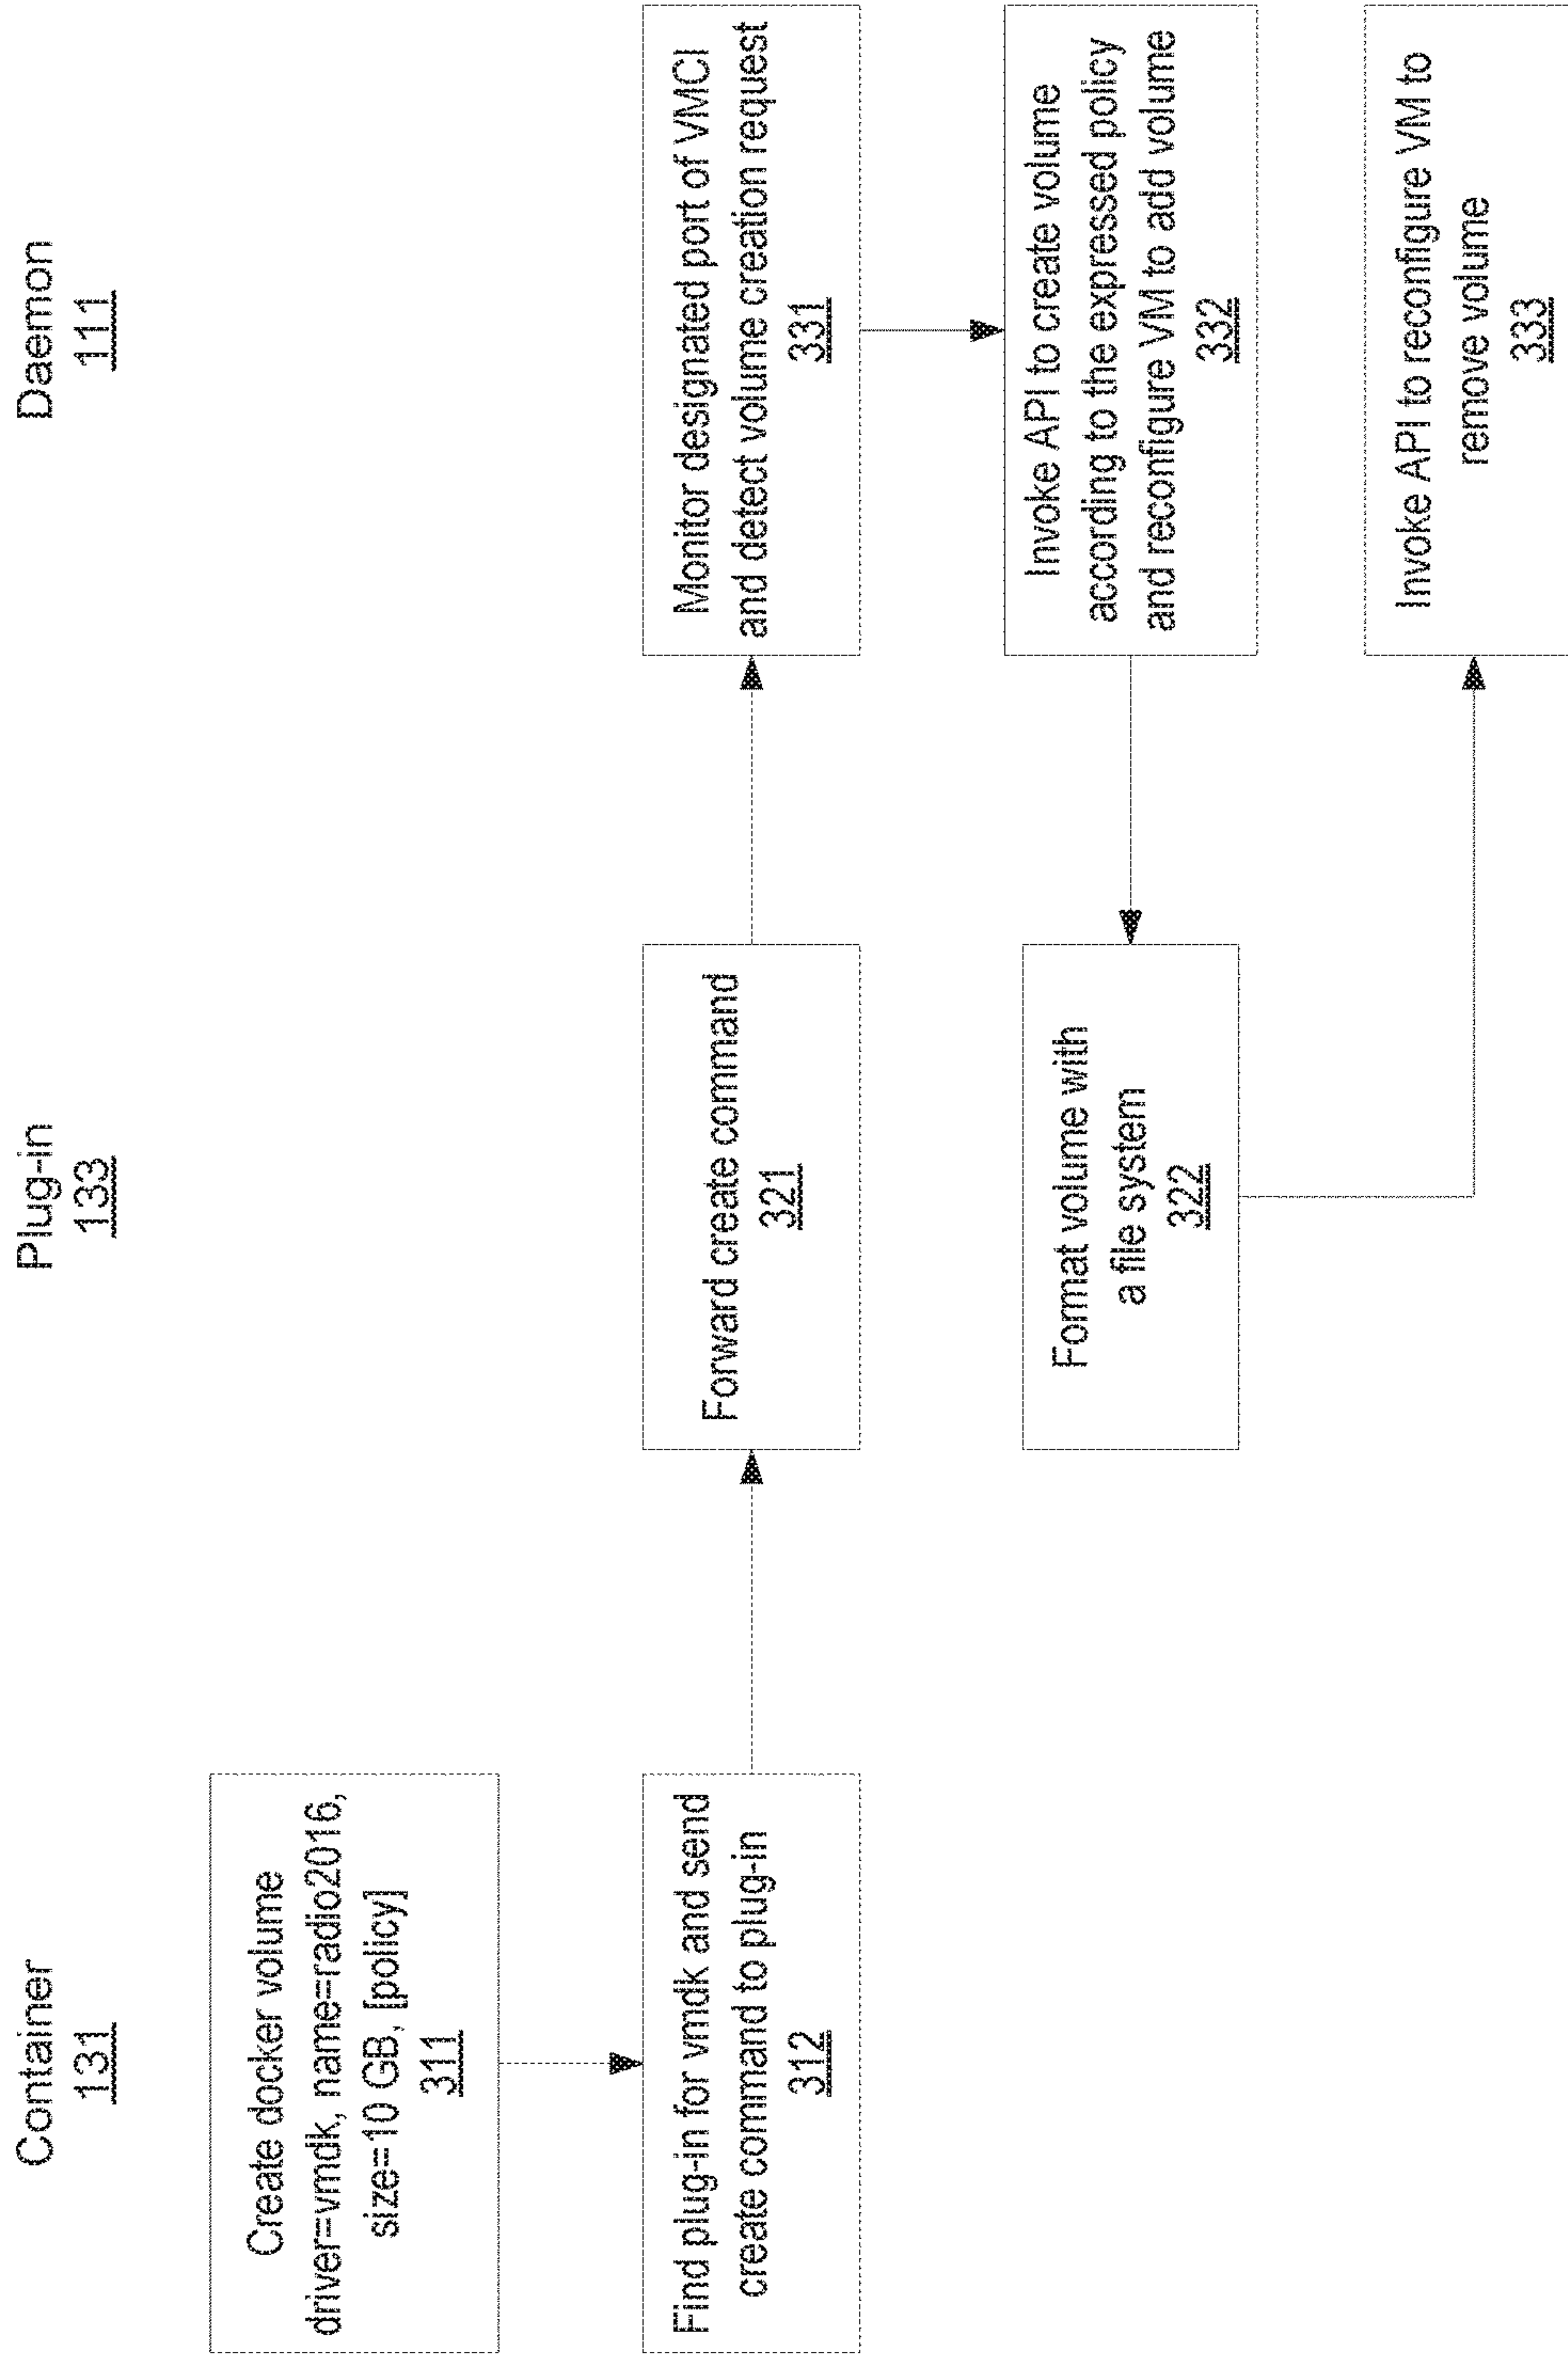 Container
131
Plug-in
133
Daemon
111
Create docker volume
driver=vmdk, name=radio2016,
size=10 GB, [policy]
311
Find plug-in for vmdk and send
create command to plug-in
312
Forward create command
321
Monitor designated port of VMCI
and detect volume creation request
331
Invoke API to create volume
according to the expressed policy
and reconfigure VM to add volume
332
Format volume with
a file system
322
Invoke API to reconfigure VM to
remove volume
333